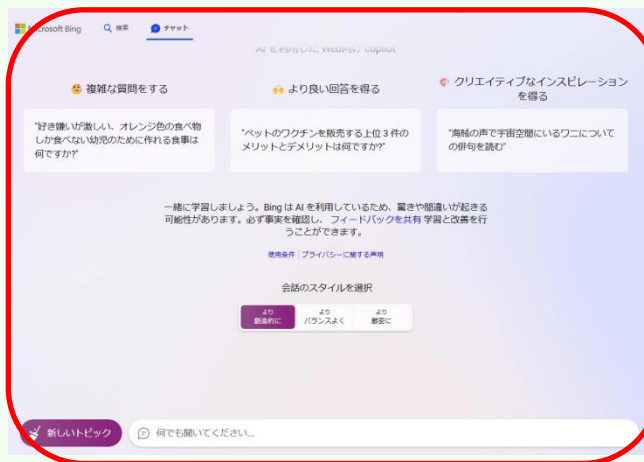 Microsoft Bing
検索
チャット
AI を利用した Web向け copilot
複雑な質問をする
より良い回答を得る
クリエイティブなインスピレーション
を得る
"好き嫌いが激しい、オレンジ色の食べ物
しか食べない幼児のために作れる食事は
何ですか?"
"ペットのワクチンを販売する上位 3 件の
メリットとデメリットは何ですか?"
"海賊の声で宇宙空間にいるワニについて
の俳句を読む"
一緒に学習しましょう。Bing は AI を利用しているため、驚きや間違いが起きる
可能性があります。必ず事実を確認し、 フィードバックを共有 学習と改善を行
うことができます。
使用条件 | プライバシーに関する声明
会話のスタイルを選択
より
創造的に
より
バランスよく
より
厳密に
新しいトピック
何でも聞いてください...